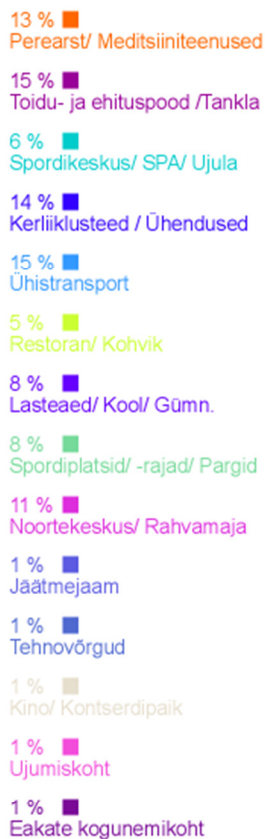 13 %
Perearst/ Meditsiiniteenused
15 %
Toidu- ja ehituspood /Tankla
6 %
Spordikeskus/ SPA/ Ujula
14 %
Kerliiklusteed / Ühendused
15 %
Ühistransport
5 %
Restoran/ Kohvik
8 %
Lasteaed/ Kool/ Gümn.
8 %
Spordiplatsid/ -rajad/ Pargid
11 %
Noortekeskus/ Rahvamaja
1 %
Jäätmejaam
1 %
Tehnovõrgud
1 %
Kino/ Kontserdipaik
1 %
Ujumiskoht
1 %
Eakate kogunemikoht